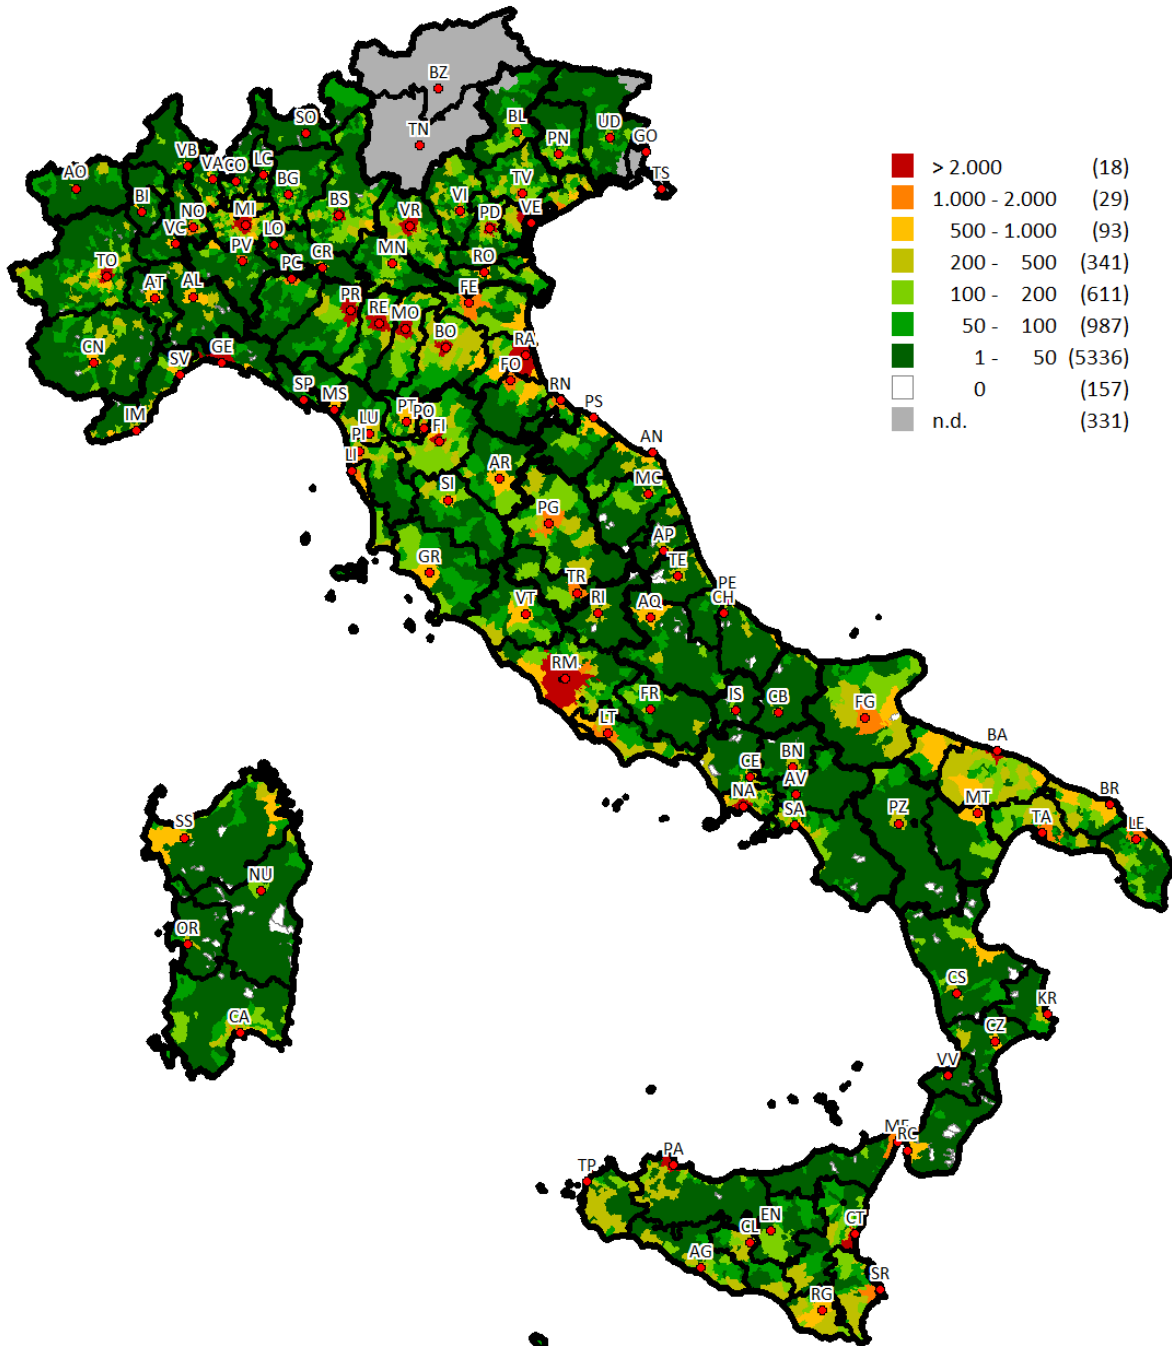 BZ
TN
SO
BL
PN
UD
GO
TS
VB
VA
CO
LC
BG
AO
BI
NO
MI
BS
VR
VI
TV
PD
VE
VC
LO
PV
CR
MN
RO
TO
PC
AT
AL
PR
RE
MO
FE
BO
RA
FO
CN
SV
GE
SP
MS
IM
LU
PT
PO
FI
PI
LI
RN
PS
AN
AR
SI
MC
PG
AP
TE
GR
TR
RI
VT
AQ
PE
CH
RM
FR
LT
IS
CB
FG
BA
CE
BN
NA
AV
SA
PZ
MT
TA
BR
LE
SS
NU
OR
CA
CS
KR
CZ
VV
RC
TP
PA
EN
CL
CT
AG
SR
RG
> 2.000 (18)
1.000 - 2.000 (29)
500 - 1.000 (93)
200 - 500 (341)
100 - 200 (611)
50 - 100 (987)
1 - 50 (5336)
0 (157)
n.d. (331)